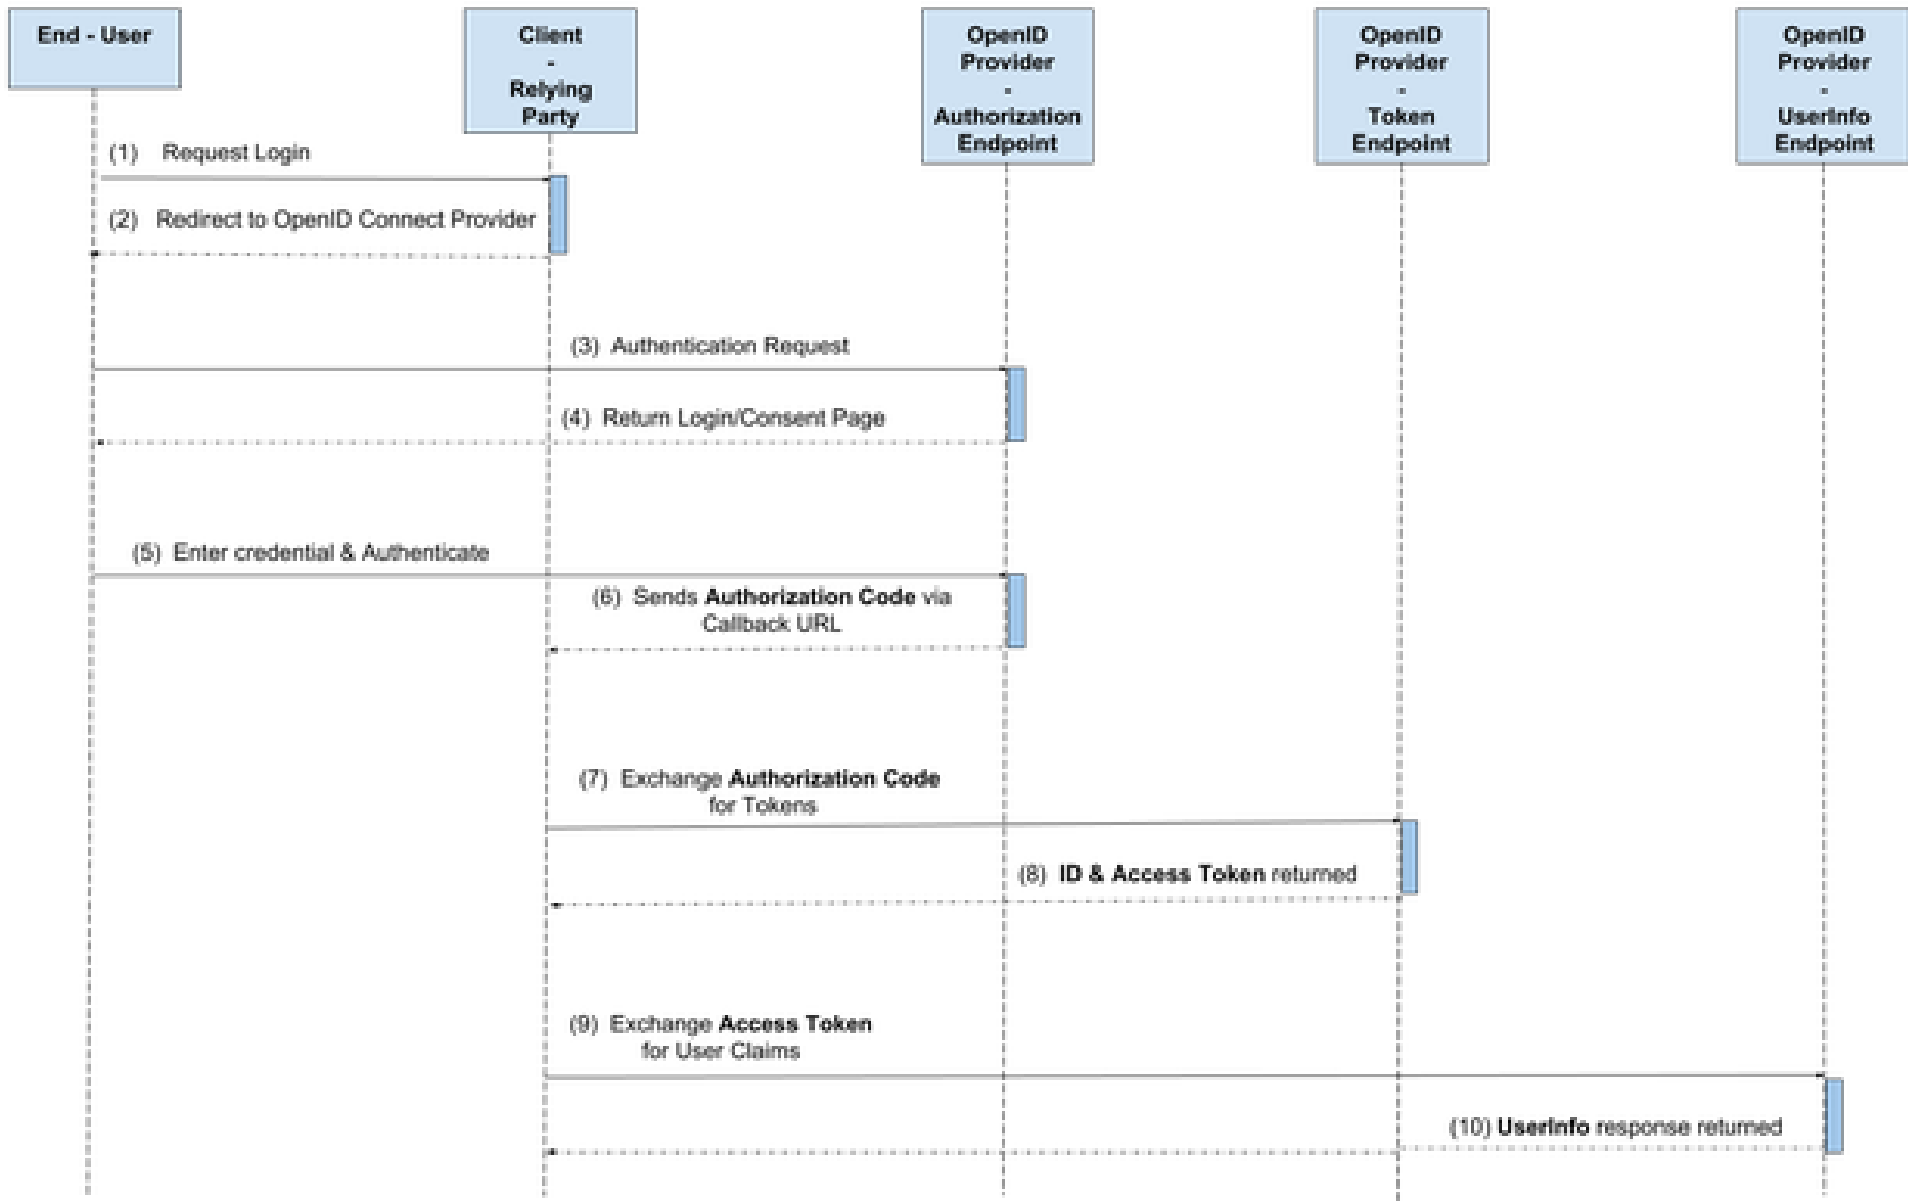 End - User
Client
-
Relying
Party
OpenID
Provider
-
Authorization
Endpoint
OpenID
Provider
-
Token
Endpoint
OpenID
Provider
-
UserInfo
Endpoint
(1) Request Login
(2) Redirect to OpenID Connect Provider
(3) Authentication Request
(4) Return Login/Consent Page
(5) Enter credential & Authenticate
(6) Sends Authorization Code via
Callback URL
(7) Exchange Authorization Code
for Tokens
(8) ID & Access Token returned
(9) Exchange Access Token
for User Claims
(10) UserInfo response returned